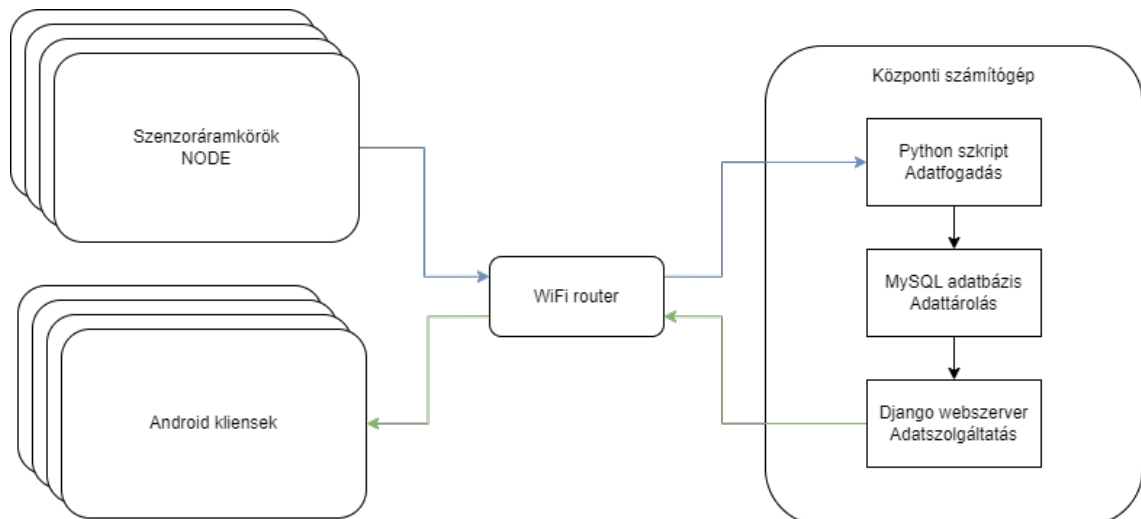 Szenzoráramkörök
NODE
Központi számítógép
Python szkript
Adatfogadás
WiFi router
MySQL adatbázis
Adattárolás
Android kliensek
Django webszerver
Adatszolgáltatás